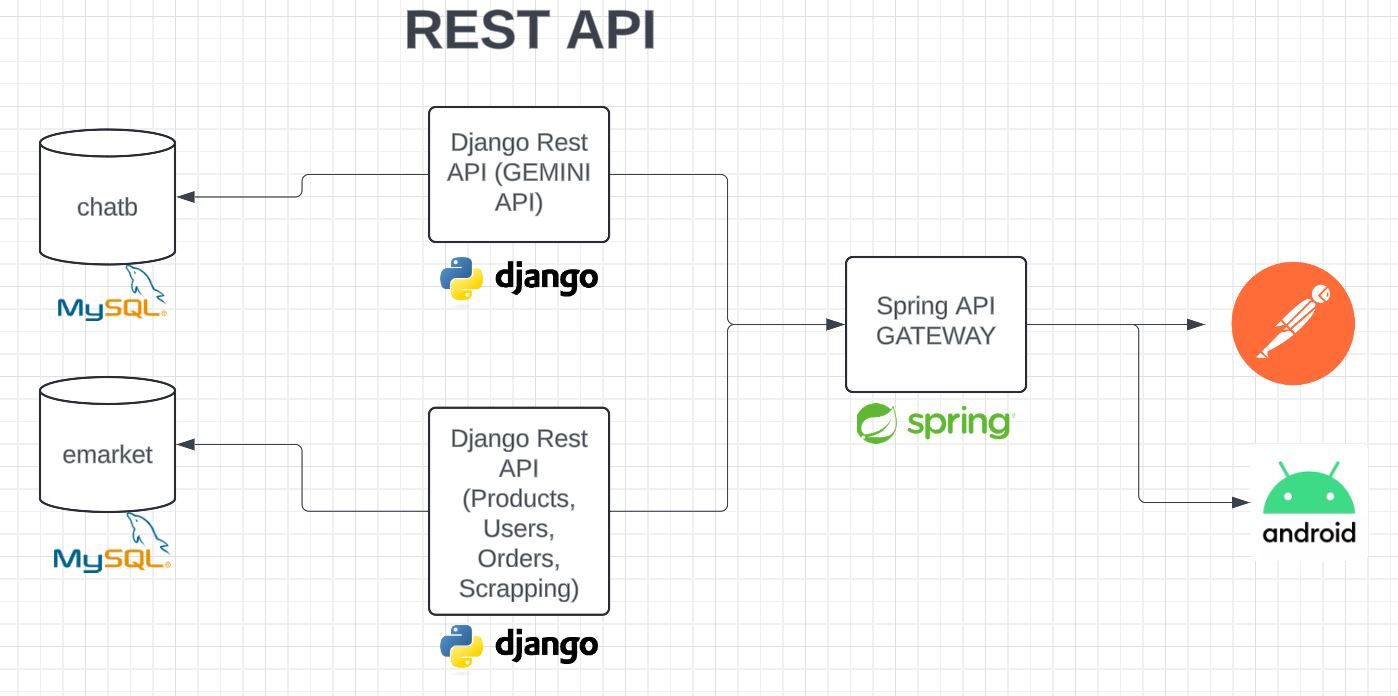 REST API
chatb
MySQL®
Django Rest
API (GEMINI
API)
django
emarket
MySQL®
Django Rest
API
(Products,
Users,
Orders,
Scrapping)
django
Spring API
GATEWAY
spring
android